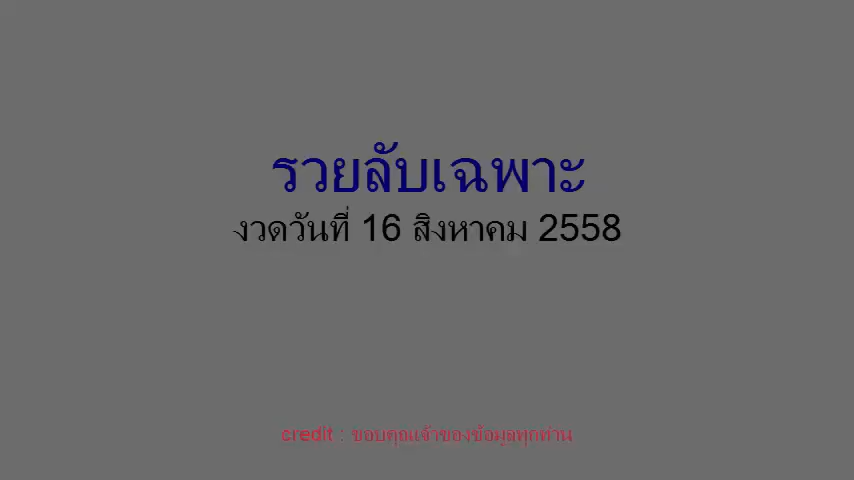 รวยลับเฉพาะ
งวดวันที่ 16 สิงหาคม 2558
credit : ขอบคุณเจ้าของข้อมูลทุกท่าน